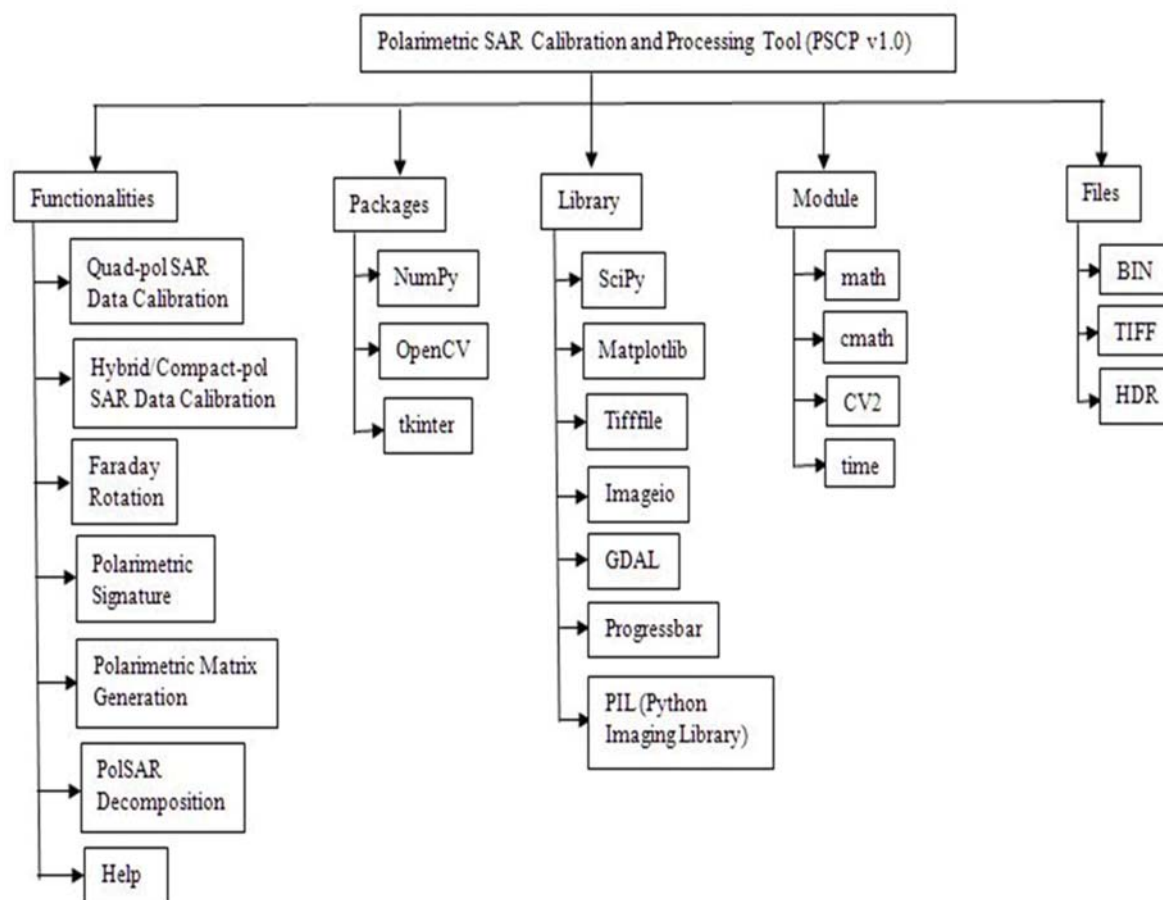 Polarimetric SAR Calibration and Processing Tool (PSCP v1.0)
Functionalities
Quad-pol SAR
Data Calibration
Hybrid/Compact-pol
SAR Data Calibration
Faraday
Rotation
Polarimetric
Signature
Polarimetric Matrix
Generation
PolSAR
Decomposition
Help
Packages
NumPy
OpenCV
tkinter
Library
SciPy
Matplotlib
Tifffile
Imageio
GDAL
Progressbar
PIL (Python
Imaging Library)
Module
math
cmath
CV2
time
Files
BIN
TIFF
HDR